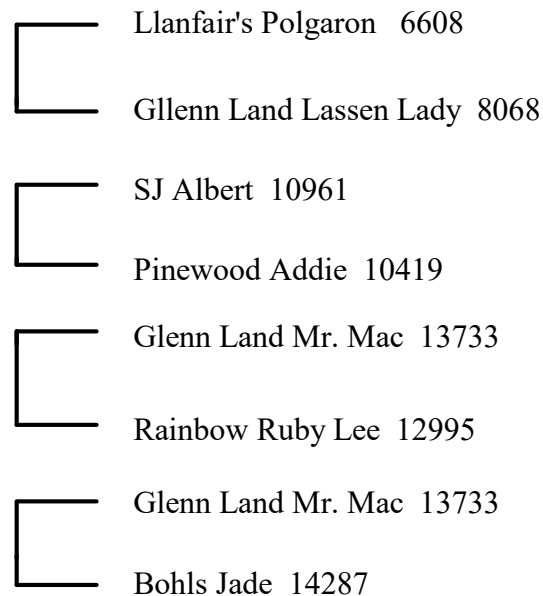 Llanfair's Polgaron 6608
Gllenn Land Lassen Lady 8068
SJ Albert 10961
Pinewood Addie 10419
Glenn Land Mr. Mac 13733
Rainbow Ruby Lee 12995
Glenn Land Mr. Mac 13733
Bohls Jade 14287